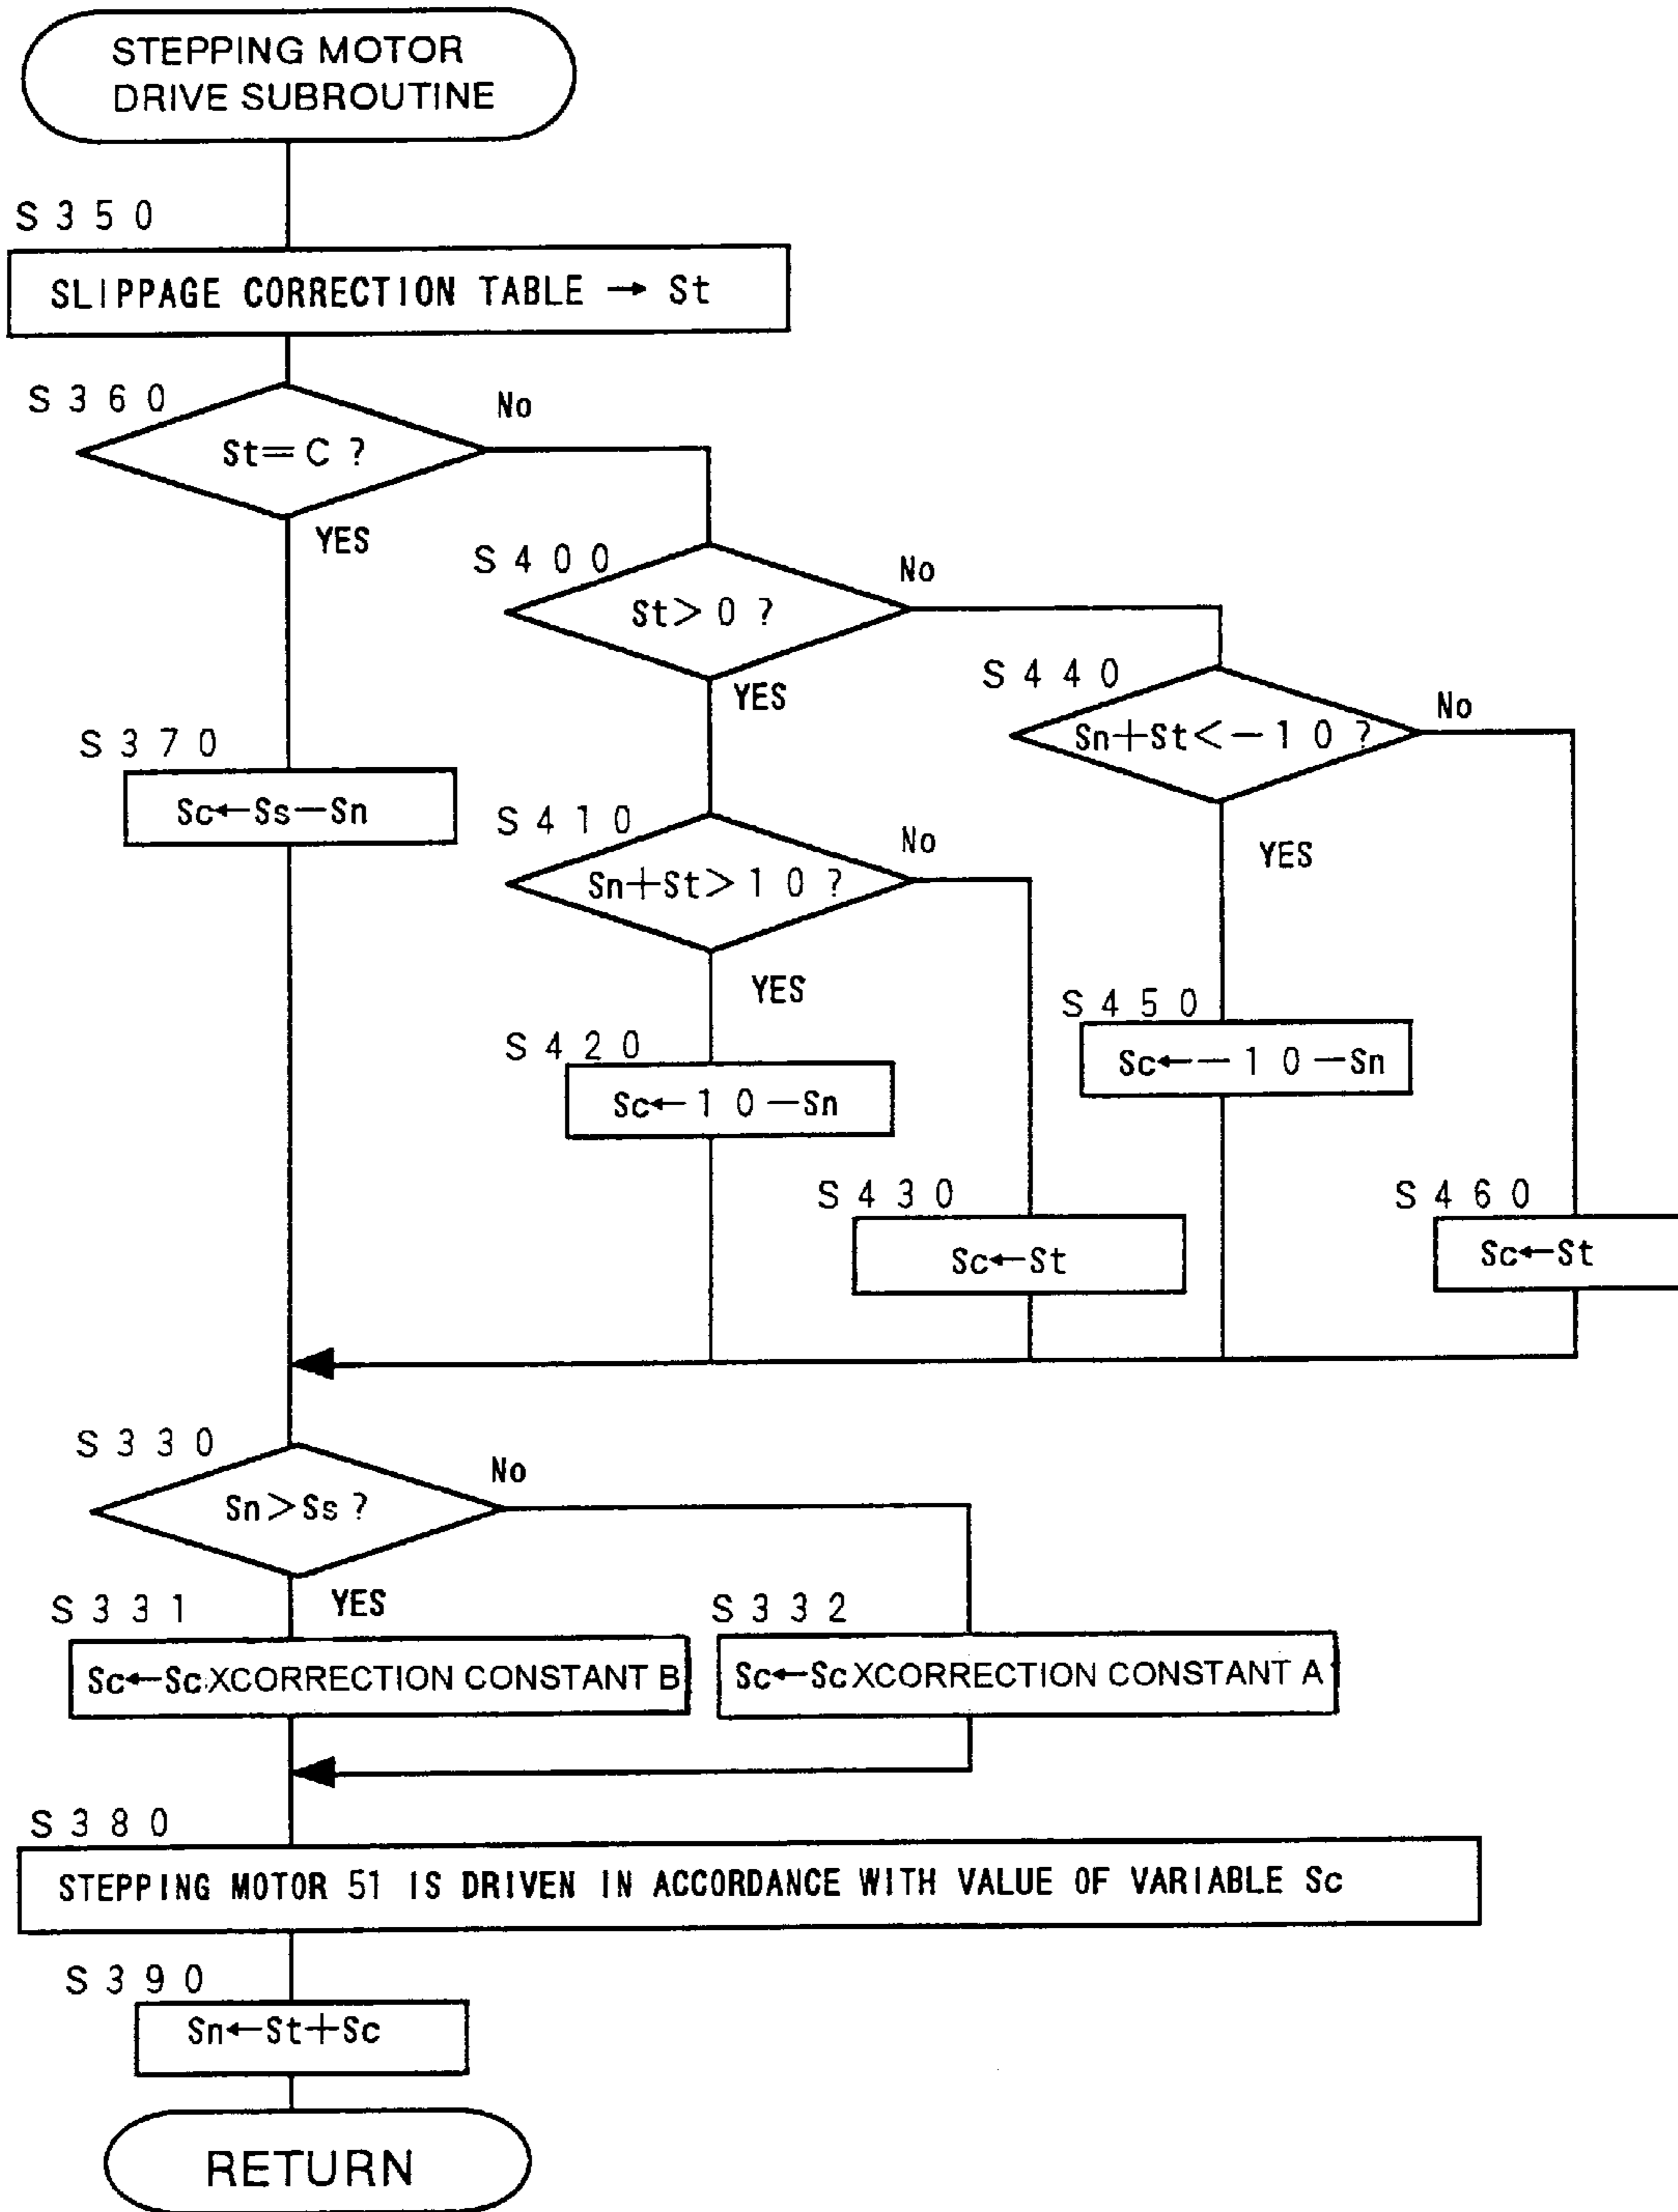 STEPPING MOTOR
DRIVE SUBROUTINE
S350
SLIPPAGE CORRECTION TABLE → St
S360
St=C ?
No
YES
S400
St>0 ?
No
YES
S440
Sn+St<-10 ?
No
YES
S370
Sc←Ss-Sn
S410
Sn+St>10 ?
No
YES
S420
Sc←10-Sn
S450
Sc←-10-Sn
S430
Sc←St
S460
Sc←St
S330
Sn>Ss ?
No
YES
S331
Sc←Sc XCORRECTION CONSTANT B
S332
Sc←Sc XCORRECTION CONSTANT A
S380
STEPPING MOTOR 51 IS DRIVEN IN ACCORDANCE WITH VALUE OF VARIABLE Sc
S390
Sn←St+Sc
RETURN